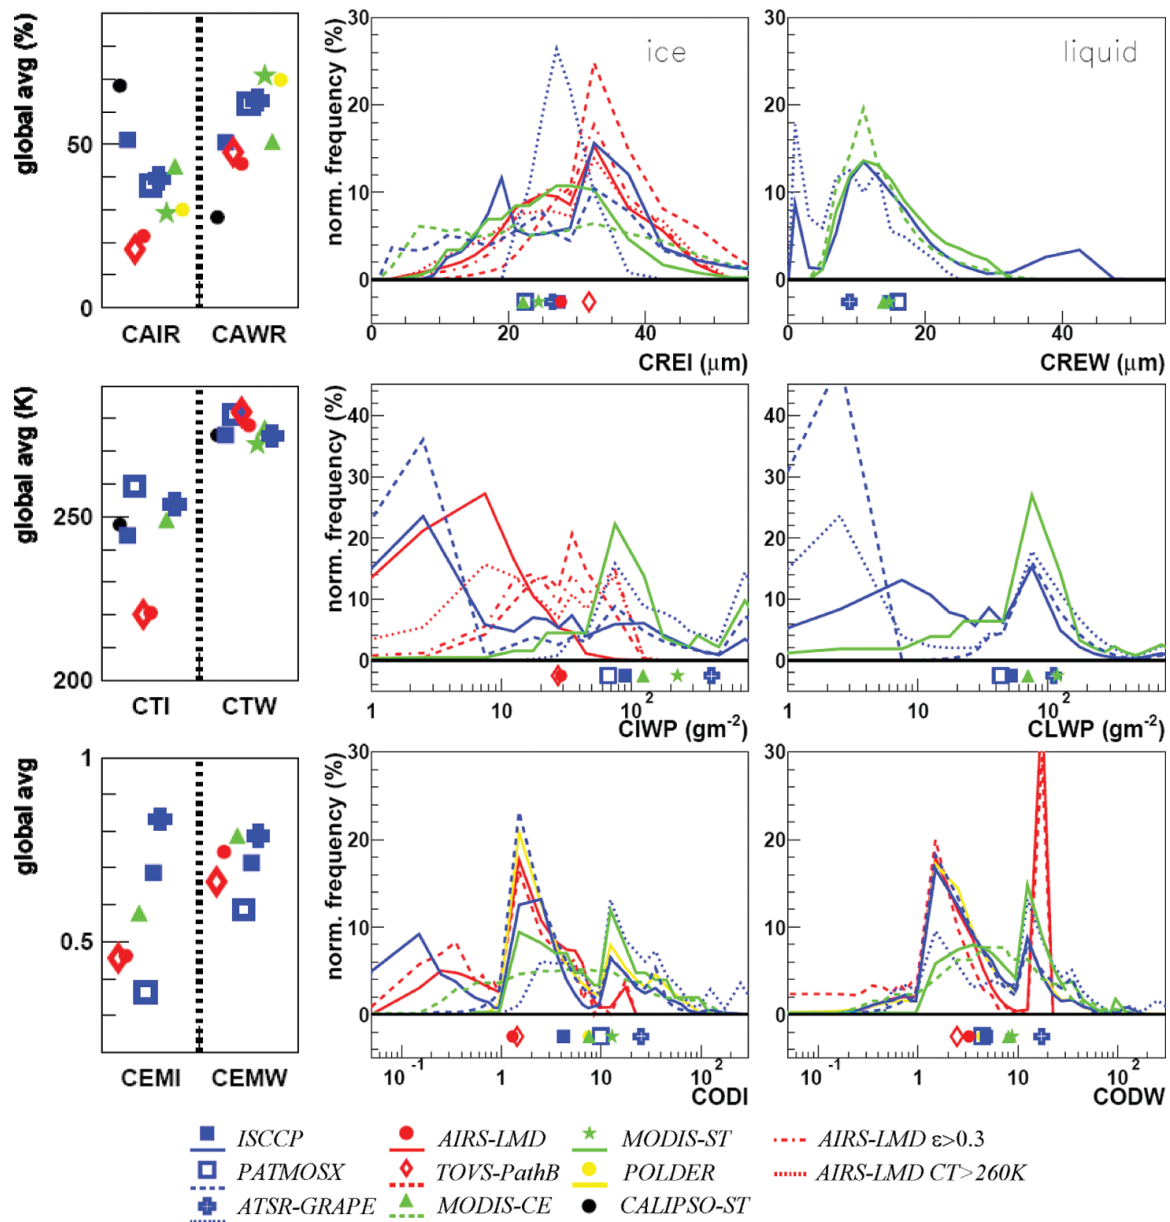 global avg (%)
50
0
CAIR CAWR
norm. frequency (%)
30
20
10
0
ice
0 20 40
CREI (μm)
30
20
10
0
liquid
0 20 40
CREW (μm)
global avg (K)
250
200
CTI CTW
norm. frequency (%)
40
30
20
10
0
1 10 10²
CIWP (gm⁻²)
40
30
20
10
0
1 10 10²
CLWP (gm⁻²)
global avg
1
0.5
CEMI CEMW
norm. frequency (%)
30
20
10
0
10⁻¹ 1 10 10²
CODI
30
20
10
0
10⁻¹ 1 10 10²
CODW
ISCCP AIRS-LMD MODIS-ST AIRS-LMD ε>0.3
PATMOSX TOVS-PathB POLDER AIRS-LMD CT>260K
ATSR-GRAPE MODIS-CE CALIPSO-ST